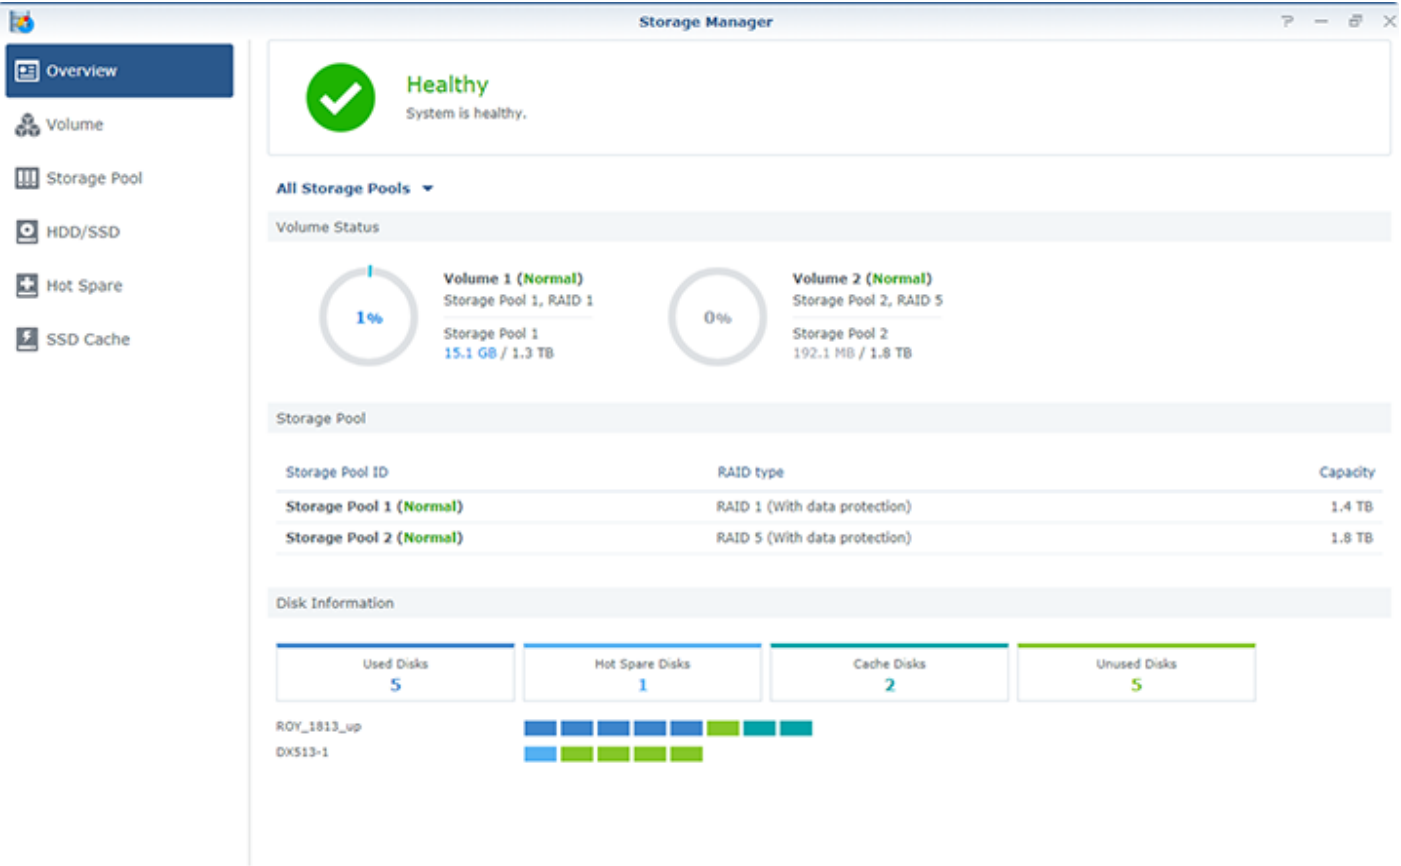 Storage Manager
Overview
Volume
Storage Pool
HDD/SSD
Hot Spare
SSD Cache
Healthy
System is healthy.
All Storage Pools
Volume Status
1%
Volume 1 (Normal)
Storage Pool 1, RAID 1
Storage Pool 1
15.1 GB / 1.3 TB
0%
Volume 2 (Normal)
Storage Pool 2, RAID 5
Storage Pool 2
192.1 MB / 1.8 TB
Storage Pool
Storage Pool ID RAID type Capacity
Storage Pool 1 (Normal) RAID 1 (With data protection) 1.4 TB
Storage Pool 2 (Normal) RAID 5 (With data protection) 1.8 TB
Disk Information
Used Disks
5
Hot Spare Disks
1
Cache Disks
2
Unused Disks
5
ROY_1813_up
DX513-1